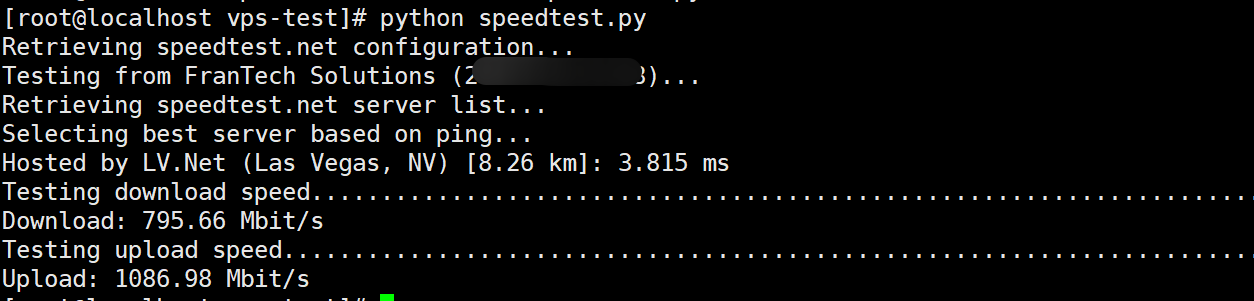 [root@localhost vps-test]# python speedtest.py
Retrieving speedtest.net configuration...
Testing from FranTech Solutions (2 3)...
Retrieving speedtest.net server list...
Selecting best server based on ping...
Hosted by LV.Net (Las Vegas, NV) [8.26 km]: 3.815 ms
Testing download speed................................................................................
Download: 795.66 Mbit/s
Testing upload speed................................................................................
Upload: 1086.98 Mbit/s